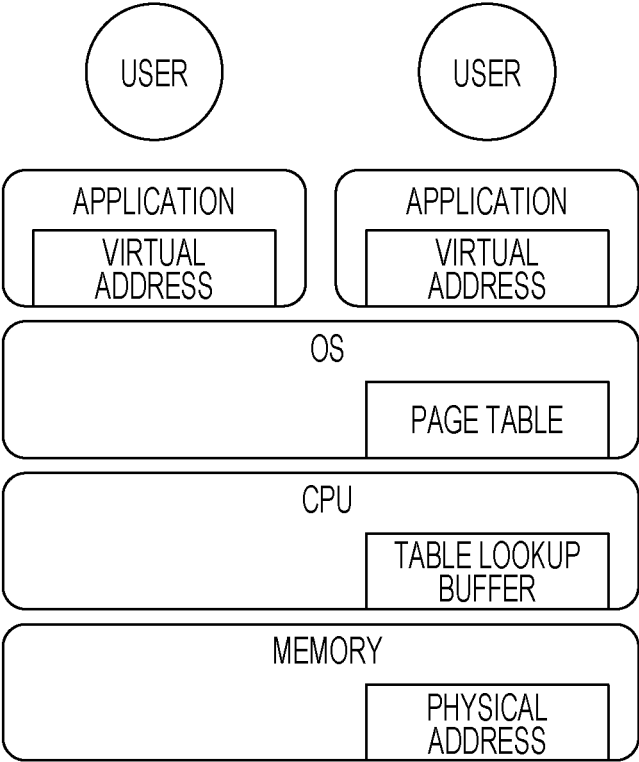 USER
USER
APPLICATION
VIRTUAL
ADDRESS
APPLICATION
VIRTUAL
ADDRESS
OS
PAGE TABLE
CPU
TABLE LOOKUP
BUFFER
MEMORY
PHYSICAL
ADDRESS